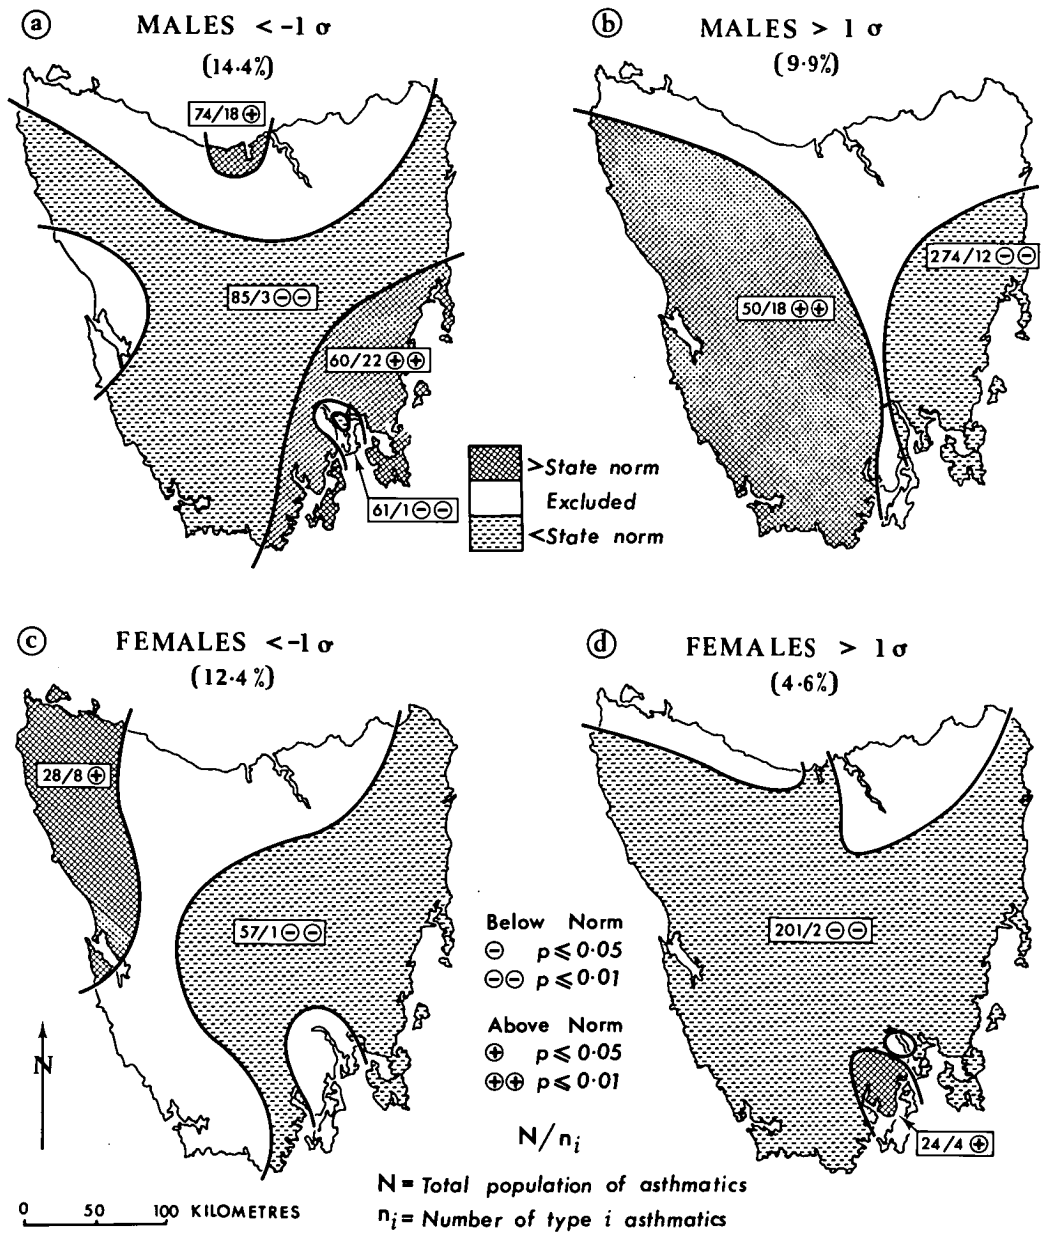 ⓐ MALES < -1 σ
(14·4%)
74/18 ⊕
85/3 ⊖⊖
60/22 ⊕⊕
61/1 ⊖⊖
ⓑ MALES > 1 σ
(9·9%)
50/18 ⊕⊕
274/12 ⊖⊖
>State norm
Excluded
<State norm
ⓒ FEMALES < -1 σ
(12·4%)
28/8 ⊕
57/1 ⊖⊖
ⓓ FEMALES > 1 σ
(4·6%)
201/2 ⊖⊖
24/4 ⊕
Below Norm
⊖ p ⩽ 0·05
⊖⊖ p ⩽ 0·01
Above Norm
⊕ p ⩽ 0·05
⊕⊕ p ⩽ 0·01
N
N/nᵢ
N = Total population of asthmatics
nᵢ = Number of type i asthmatics
0 50 100 KILOMETRES